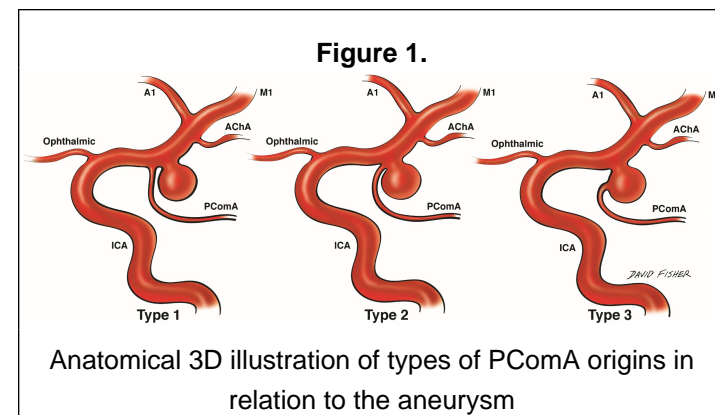 Figure 1.
A1
M1
Ophthalmic
AChA
PComA
ICA
Type 1
A1
M1
Ophthalmic
AChA
PComA
ICA
Type 2
A1
M
Ophthalmic
AChA
PComA
ICA
DAVID FISHER
Type 3
Anatomical 3D illustration of types of PComA origins in
relation to the aneurysm